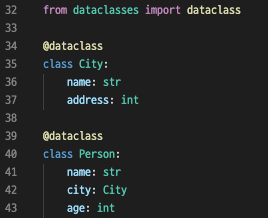 32 from dataclasses import dataclass
33
34 @dataclass
35 class City:
36     name: str
37     address: int
38
39 @dataclass
40 class Person:
41     name: str
42     city: City
43     age: int